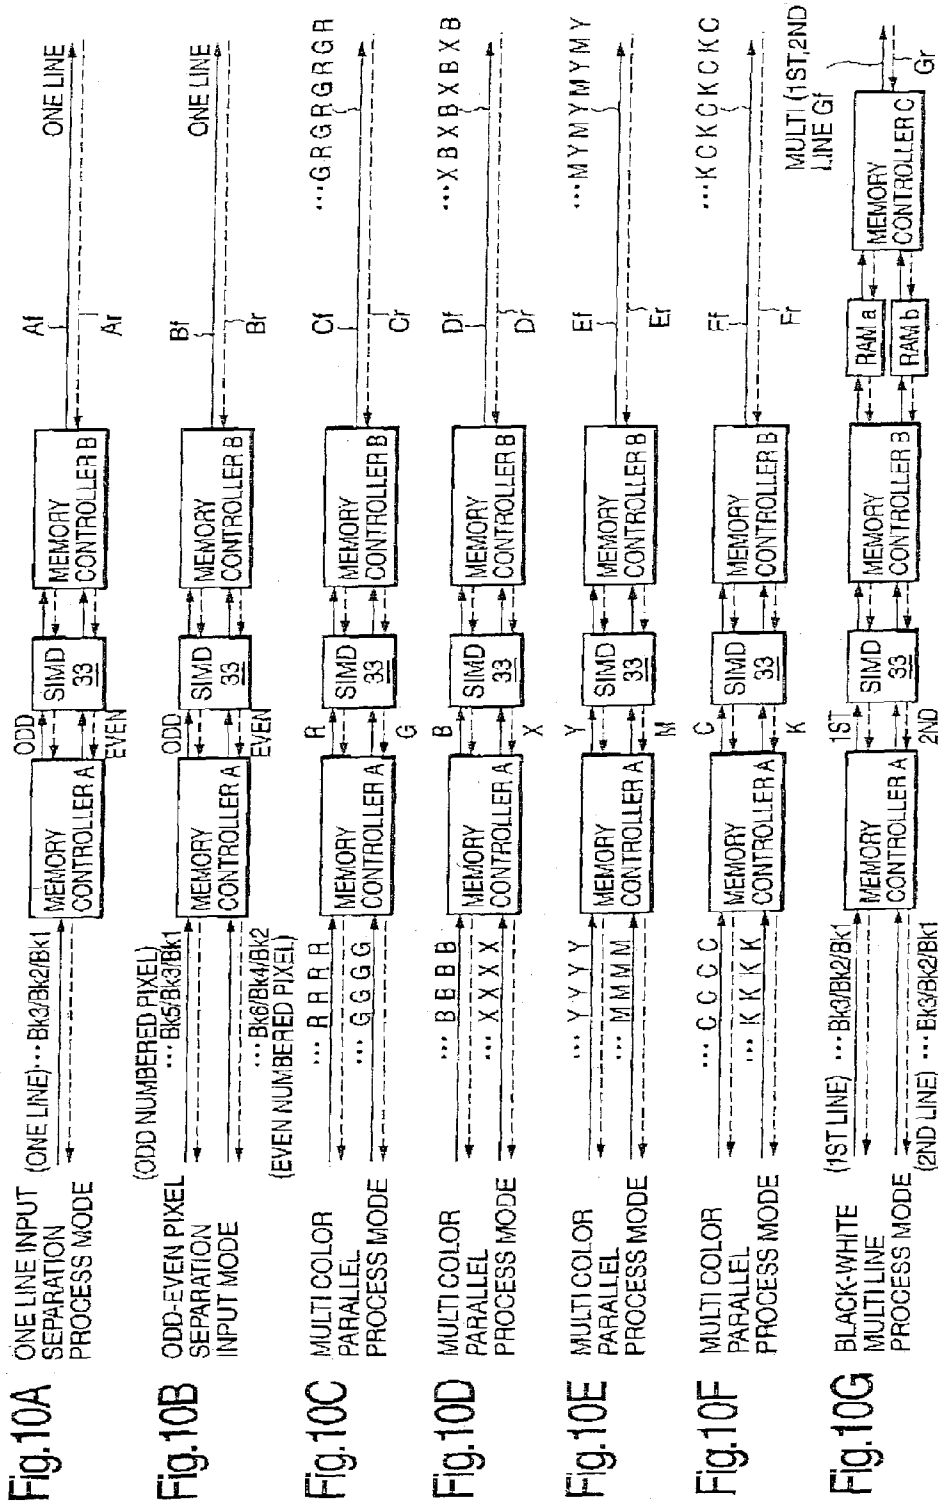 Fig.10A
ONE LINE INPUT
SEPARATION
PROCESS MODE
(ONE LINE)···Bk3/Bk2/Bk1
MEMORY
CONTROLLER A
ODD
EVEN
SIMD
33
MEMORY
CONTROLLER B
Af
Ar
ONE LINE
Fig.10B
ODD-EVEN PIXEL
SEPARATION
INPUT MODE
(ODD NUMBERED PIXEL)
···Bk5/Bk3/Bk1
···Bk6/Bk4/Bk2
(EVEN NUMBERED PIXEL)
MEMORY
CONTROLLER A
ODD
EVEN
SIMD
33
MEMORY
CONTROLLER B
Bf
Br
ONE LINE
Fig.10C
MULTI COLOR
PARALLEL
PROCESS MODE
··· R R R R
··· G G G G
MEMORY
CONTROLLER A
R
G
SIMD
33
MEMORY
CONTROLLER B
Cf
Cr
···GRGRGRGR
Fig.10D
MULTI COLOR
PARALLEL
PROCESS MODE
··· B B B B
··· X X X X
MEMORY
CONTROLLER A
B
X
SIMD
33
MEMORY
CONTROLLER B
Df
Dr
···XBXBXBXB
Fig.10E
MULTI COLOR
PARALLEL
PROCESS MODE
··· Y Y Y Y
··· M M M M
MEMORY
CONTROLLER A
Y
M
SIMD
33
MEMORY
CONTROLLER B
Ef
Er
···MYMYMYMY
Fig.10F
MULTI COLOR
PARALLEL
PROCESS MODE
··· C C C C
··· K K K K
MEMORY
CONTROLLER A
C
K
SIMD
33
MEMORY
CONTROLLER B
Ff
Fr
···KCKCKCKC
Fig.10G
BLACK-WHITE
MULTI LINE
PROCESS MODE
(1ST LINE) ···Bk3/Bk2/Bk1
(2ND LINE) ···Bk3/Bk2/Bk1
MEMORY
CONTROLLER A
1ST
2ND
SIMD
33
MEMORY
CONTROLLER B
RAM a
RAM b
MEMORY
CONTROLLER C
MULTI (1ST,2ND
LINE Gf
Gr